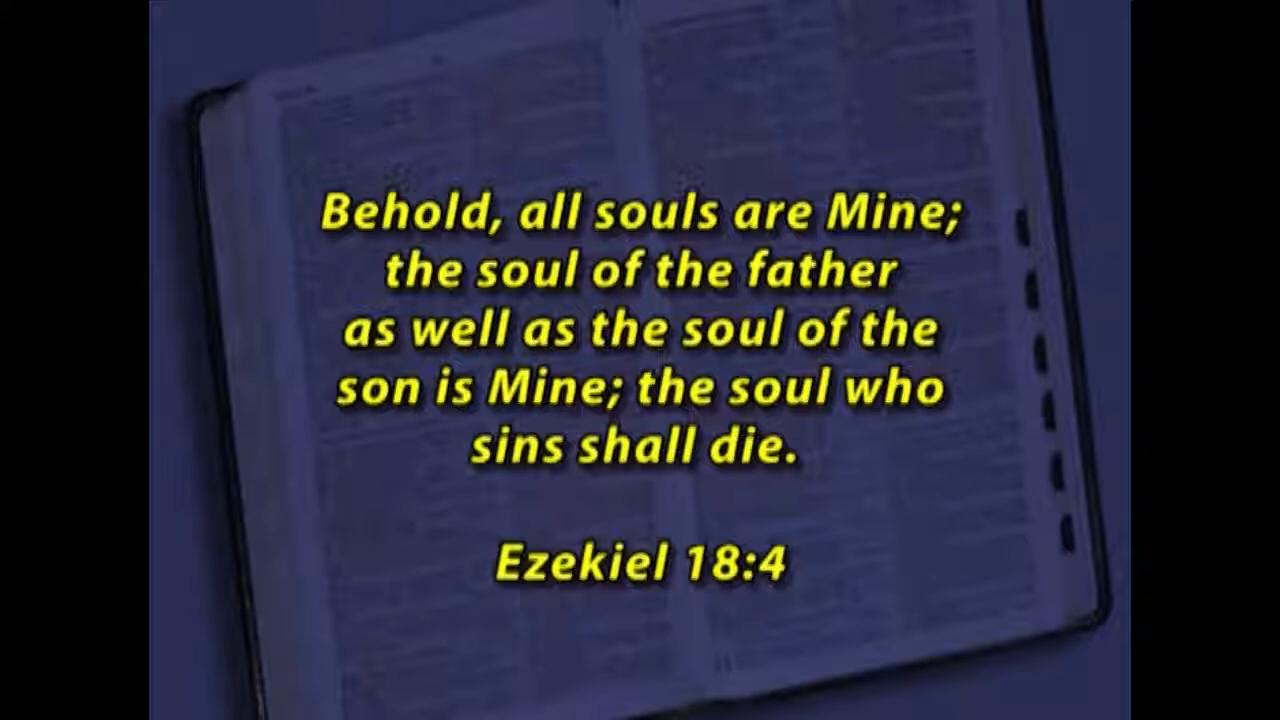 Behold, all souls are Mine;
the soul of the father
as well as the soul of the
son is Mine; the soul who
sins shall die.
Ezekiel 18:4